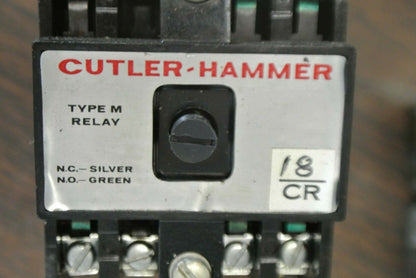 CUTLER-HAMMER
TYPE M
RELAY
N.C.— SILVER
N.O.— GREEN
18
CR